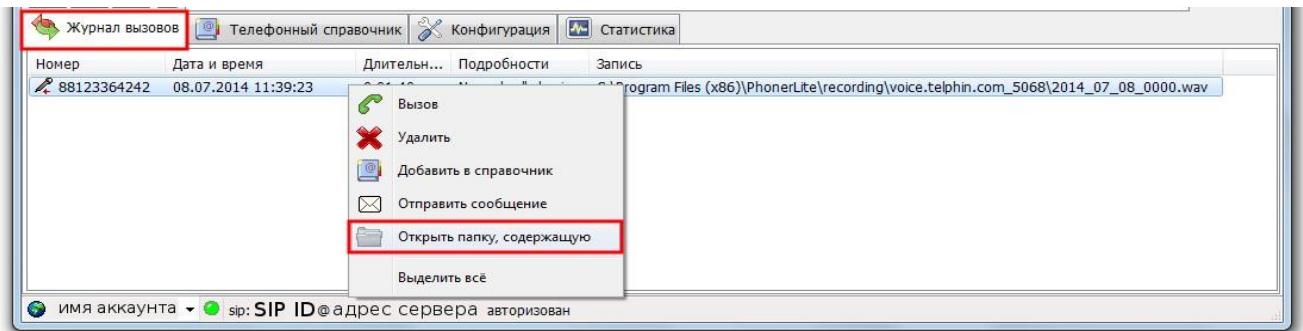 Журнал вызовов Телефонный справочник Конфигурация Статистика
Номер Дата и время Длительн... Подробности Запись
88123364242 08.07.2014 11:39:23 Program Files (x86)\PhonerLite\recording\voice.telphin.com_5068\2014_07_08_0000.wav
Вызов
Удалить
Добавить в справочник
Отправить сообщение
Открыть папку, содержащую
Выделить всё
имя аккаунта sip: SIP ID@адрес сервера авторизован